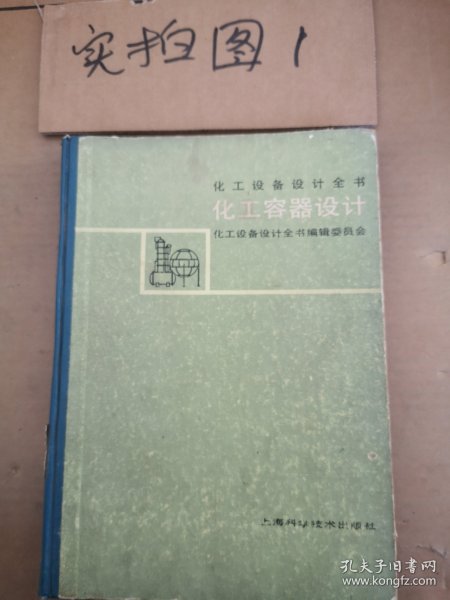 实拍图1
化工设备设计全书
化工容器设计
化工设备设计全书编辑委员会
上海科学技术出版社
孔夫子旧书网
www.kongfz.com